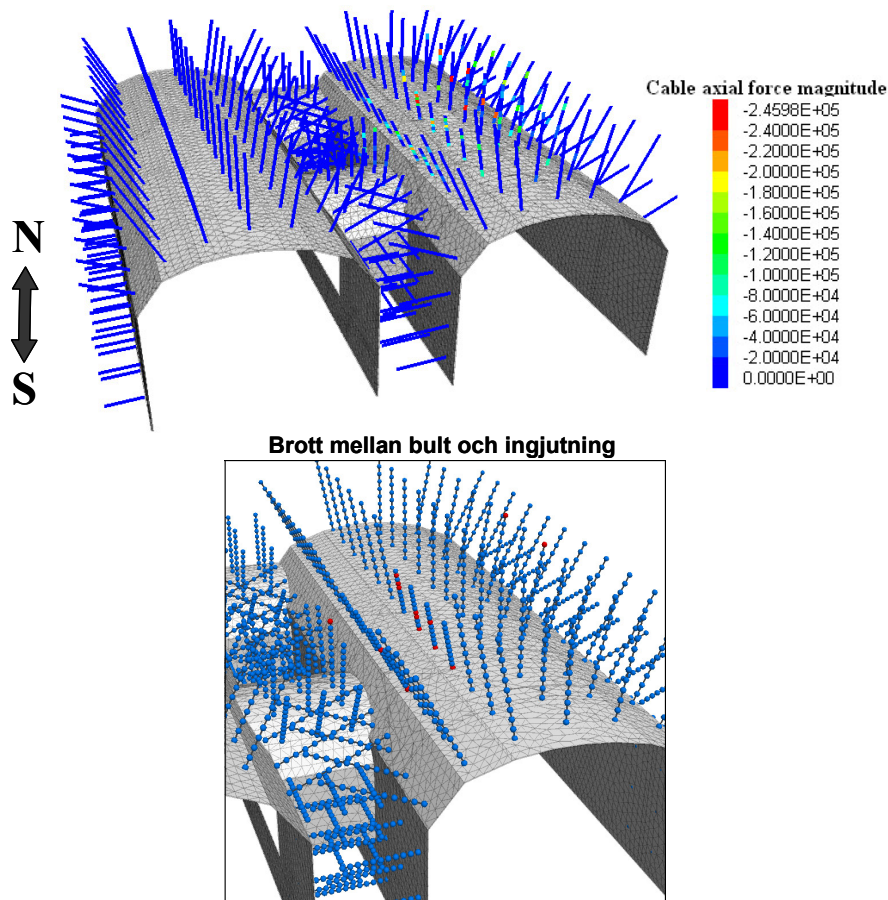 Cable axial force magnitude
-2.4598E+05
-2.4000E+05
-2.2000E+05
-2.0000E+05
-1.8000E+05
-1.6000E+05
-1.4000E+05
-1.2000E+05
-1.0000E+05
-8.0000E+04
-6.0000E+04
-4.0000E+04
-2.0000E+04
0.0000E+00
N
S
Brott mellan bult och ingjutning